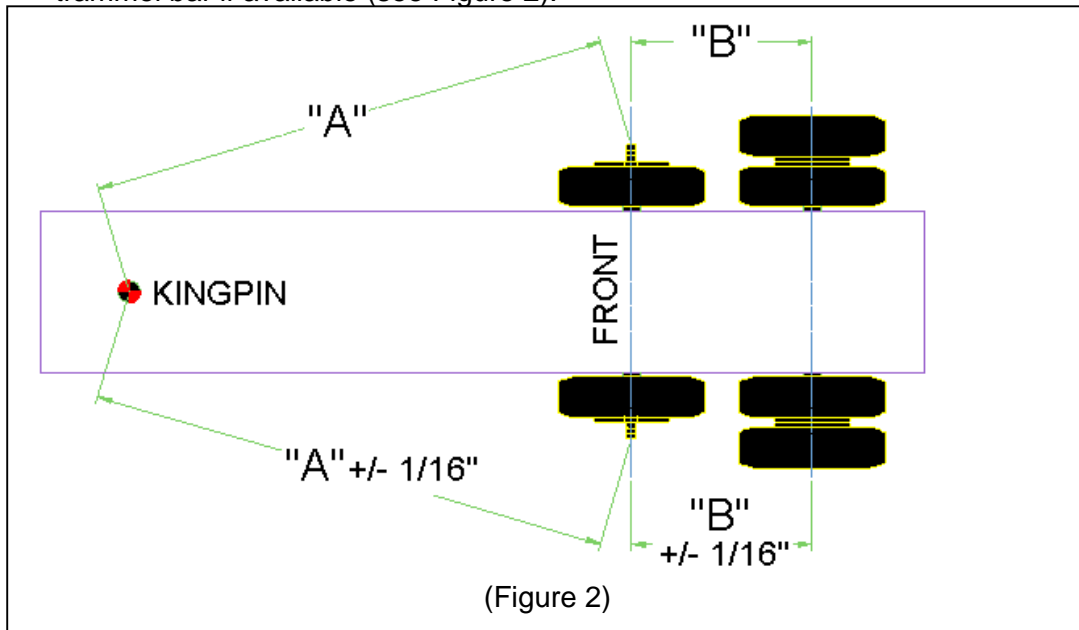 "B"
"A"
KINGPIN
FRONT
"A" +/- 1/16"
"B"
+/- 1/16"
(Figure 2)